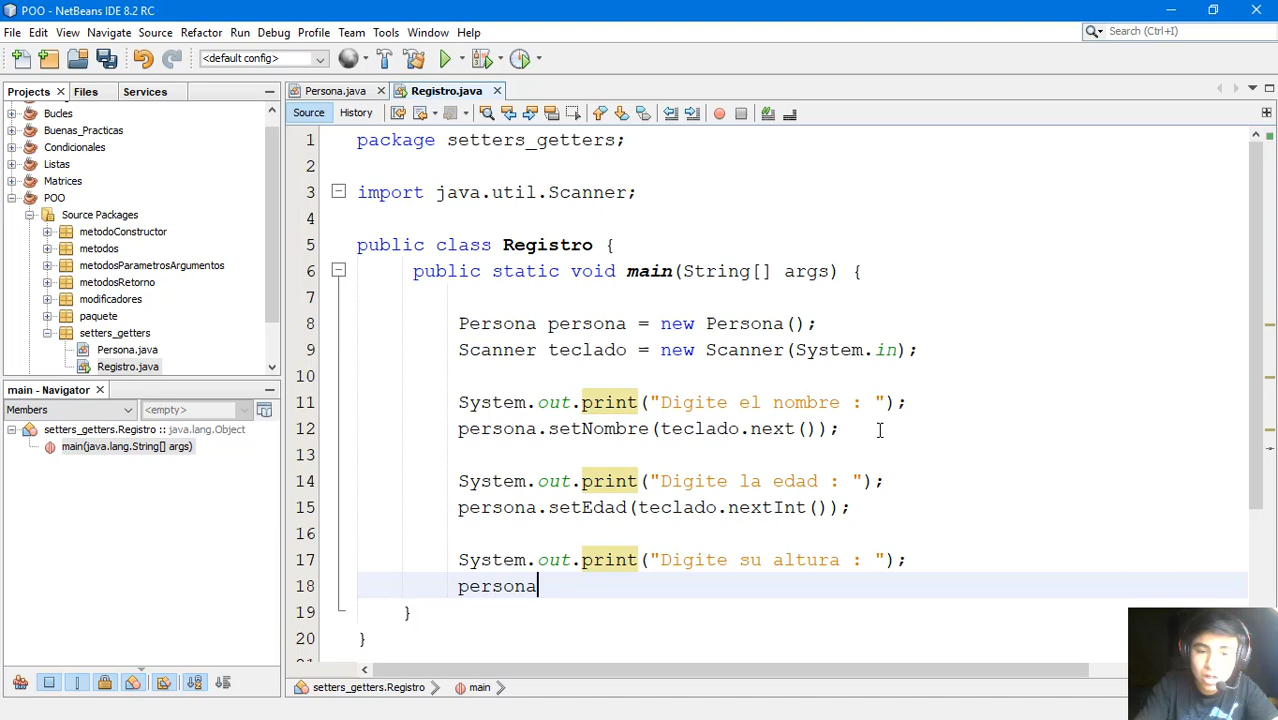 POO - NetBeans IDE 8.2 RC
File Edit View Navigate Source Refactor Run Debug Profile Team Tools Window Help
Search (Ctrl+I)
<default config>
Projects Files Services
Persona.java Registro.java
Source History
Bucles
Buenas_Practicas
Condicionales
Listas
Matrices
POO
Source Packages
metodoConstructor
metodos
metodosParametrosArgumentos
metodosRetorno
modificadores
paquete
setters_getters
Persona.java
Registro.java
main - Navigator
Members <empty>
setters_getters.Registro :: java.lang.Object
main(java.lang.String[] args)
1 package setters_getters;
2
3 import java.util.Scanner;
4
5 public class Registro {
6 public static void main(String[] args) {
7
8 Persona persona = new Persona();
9 Scanner teclado = new Scanner(System.in);
10
11 System.out.print("Digite el nombre : ");
12 persona.setNombre(teclado.next());
13
14 System.out.print("Digite la edad : ");
15 persona.setEdad(teclado.nextInt());
16
17 System.out.print("Digite su altura : ");
18 persona
19 }
20 }
setters_getters.Registro main